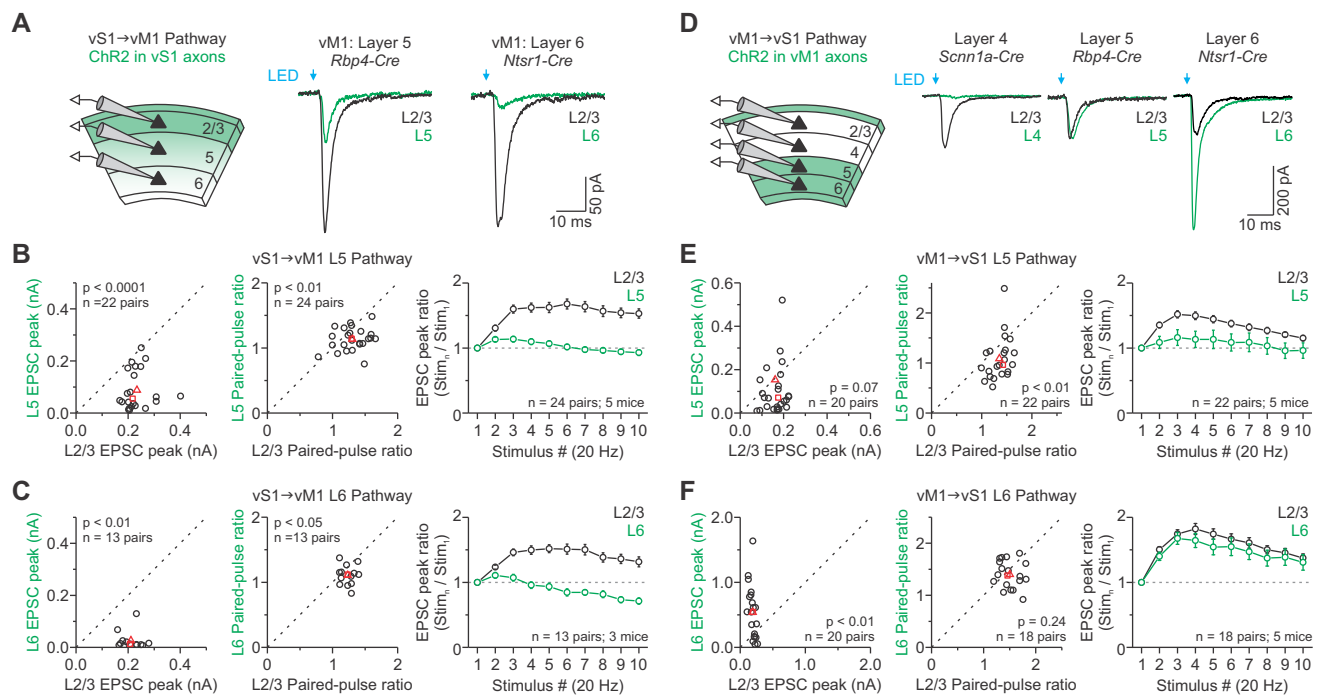 A
vS1→vM1 Pathway
ChR2 in vS1 axons
2/3
5
6
LED
vM1: Layer 5
Rbp4-Cre
L2/3
L5
vM1: Layer 6
Ntsr1-Cre
L2/3
L6
50 pA
10 ms
D
vM1→vS1 Pathway
ChR2 in vM1 axons
2/3
4
5
6
LED
Layer 4
Scnn1a-Cre
L2/3
L4
Layer 5
Rbp4-Cre
L2/3
L5
Layer 6
Ntsr1-Cre
L2/3
L6
200 pA
10 ms
B
vS1→vM1 L5 Pathway
L5 EPSC peak (nA)
p < 0.0001
n =22 pairs
0.4
0.2
0.0
0.0 0.2 0.4
L2/3 EPSC peak (nA)
L5 Paired-pulse ratio
p < 0.01
n = 24 pairs
2
1
0
0 1 2
L2/3 Paired-pulse ratio
EPSC peak ratio
(Stimₙ / Stim₁)
L2/3
L5
2
1
0
n = 24 pairs; 5 mice
1 2 3 4 5 6 7 8 9 10
Stimulus # (20 Hz)
E
vM1→vS1 L5 Pathway
L5 EPSC peak (nA)
0.6
0.4
0.2
0.0
p = 0.07
n = 20 pairs
0.0 0.2 0.4 0.6
L2/3 EPSC peak (nA)
L5 Paired-pulse ratio
2
1
0
p < 0.01
n = 22 pairs
0 1 2
L2/3 Paired-pulse ratio
EPSC peak ratio
(Stimₙ / Stim₁)
L2/3
L5
2
1
0
n = 22 pairs; 5 mice
1 2 3 4 5 6 7 8 9 10
Stimulus # (20 Hz)
C
vS1→vM1 L6 Pathway
L6 EPSC peak (nA)
p < 0.01
n = 13 pairs
0.4
0.2
0.0
0.0 0.2 0.4
L2/3 EPSC peak (nA)
L6 Paired-pulse ratio
p < 0.05
n =13 pairs
2
1
0
0 1 2
L2/3 Paired-pulse ratio
EPSC peak ratio
(Stimₙ / Stim₁)
L2/3
L6
2
1
0
n = 13 pairs; 3 mice
1 2 3 4 5 6 7 8 9 10
Stimulus # (20 Hz)
F
vM1→vS1 L6 Pathway
L6 EPSC peak (nA)
2.0
1.0
0.0
p < 0.01
n = 20 pairs
0.0 1.0 2.0
L2/3 EPSC peak (nA)
L6 Paired-pulse ratio
2
1
0
p = 0.24
n = 18 pairs
0 1 2
L2/3 Paired-pulse ratio
EPSC peak ratio
(Stimₙ / Stim₁)
L2/3
L6
2
1
0
n = 18 pairs; 5 mice
1 2 3 4 5 6 7 8 9 10
Stimulus # (20 Hz)